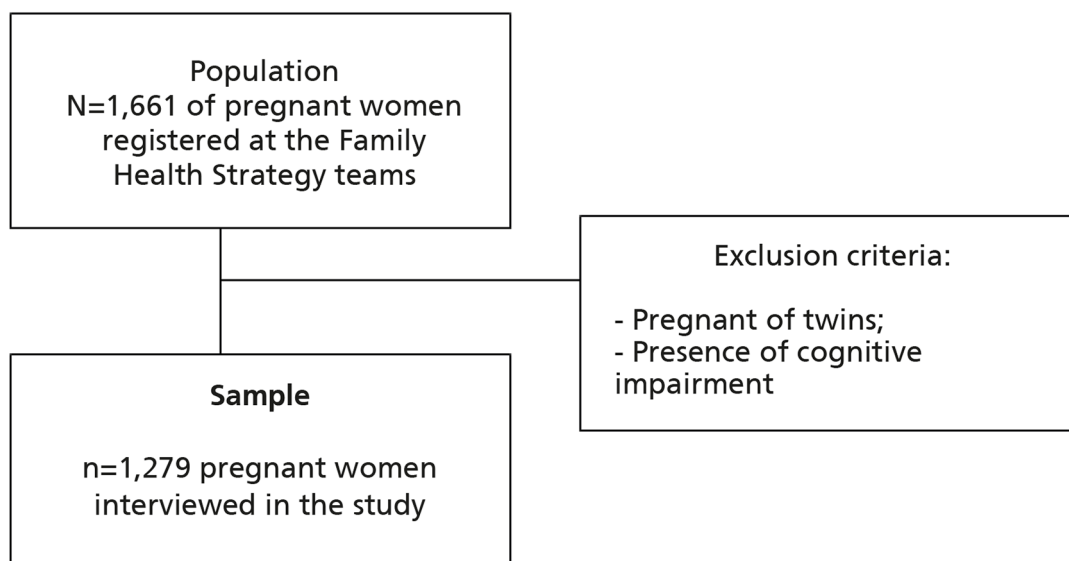 Population
N=1,661 of pregnant women
registered at the Family
Health Strategy teams
Exclusion criteria:
- Pregnant of twins;
- Presence of cognitive
impairment
Sample
n=1,279 pregnant women
interviewed in the study